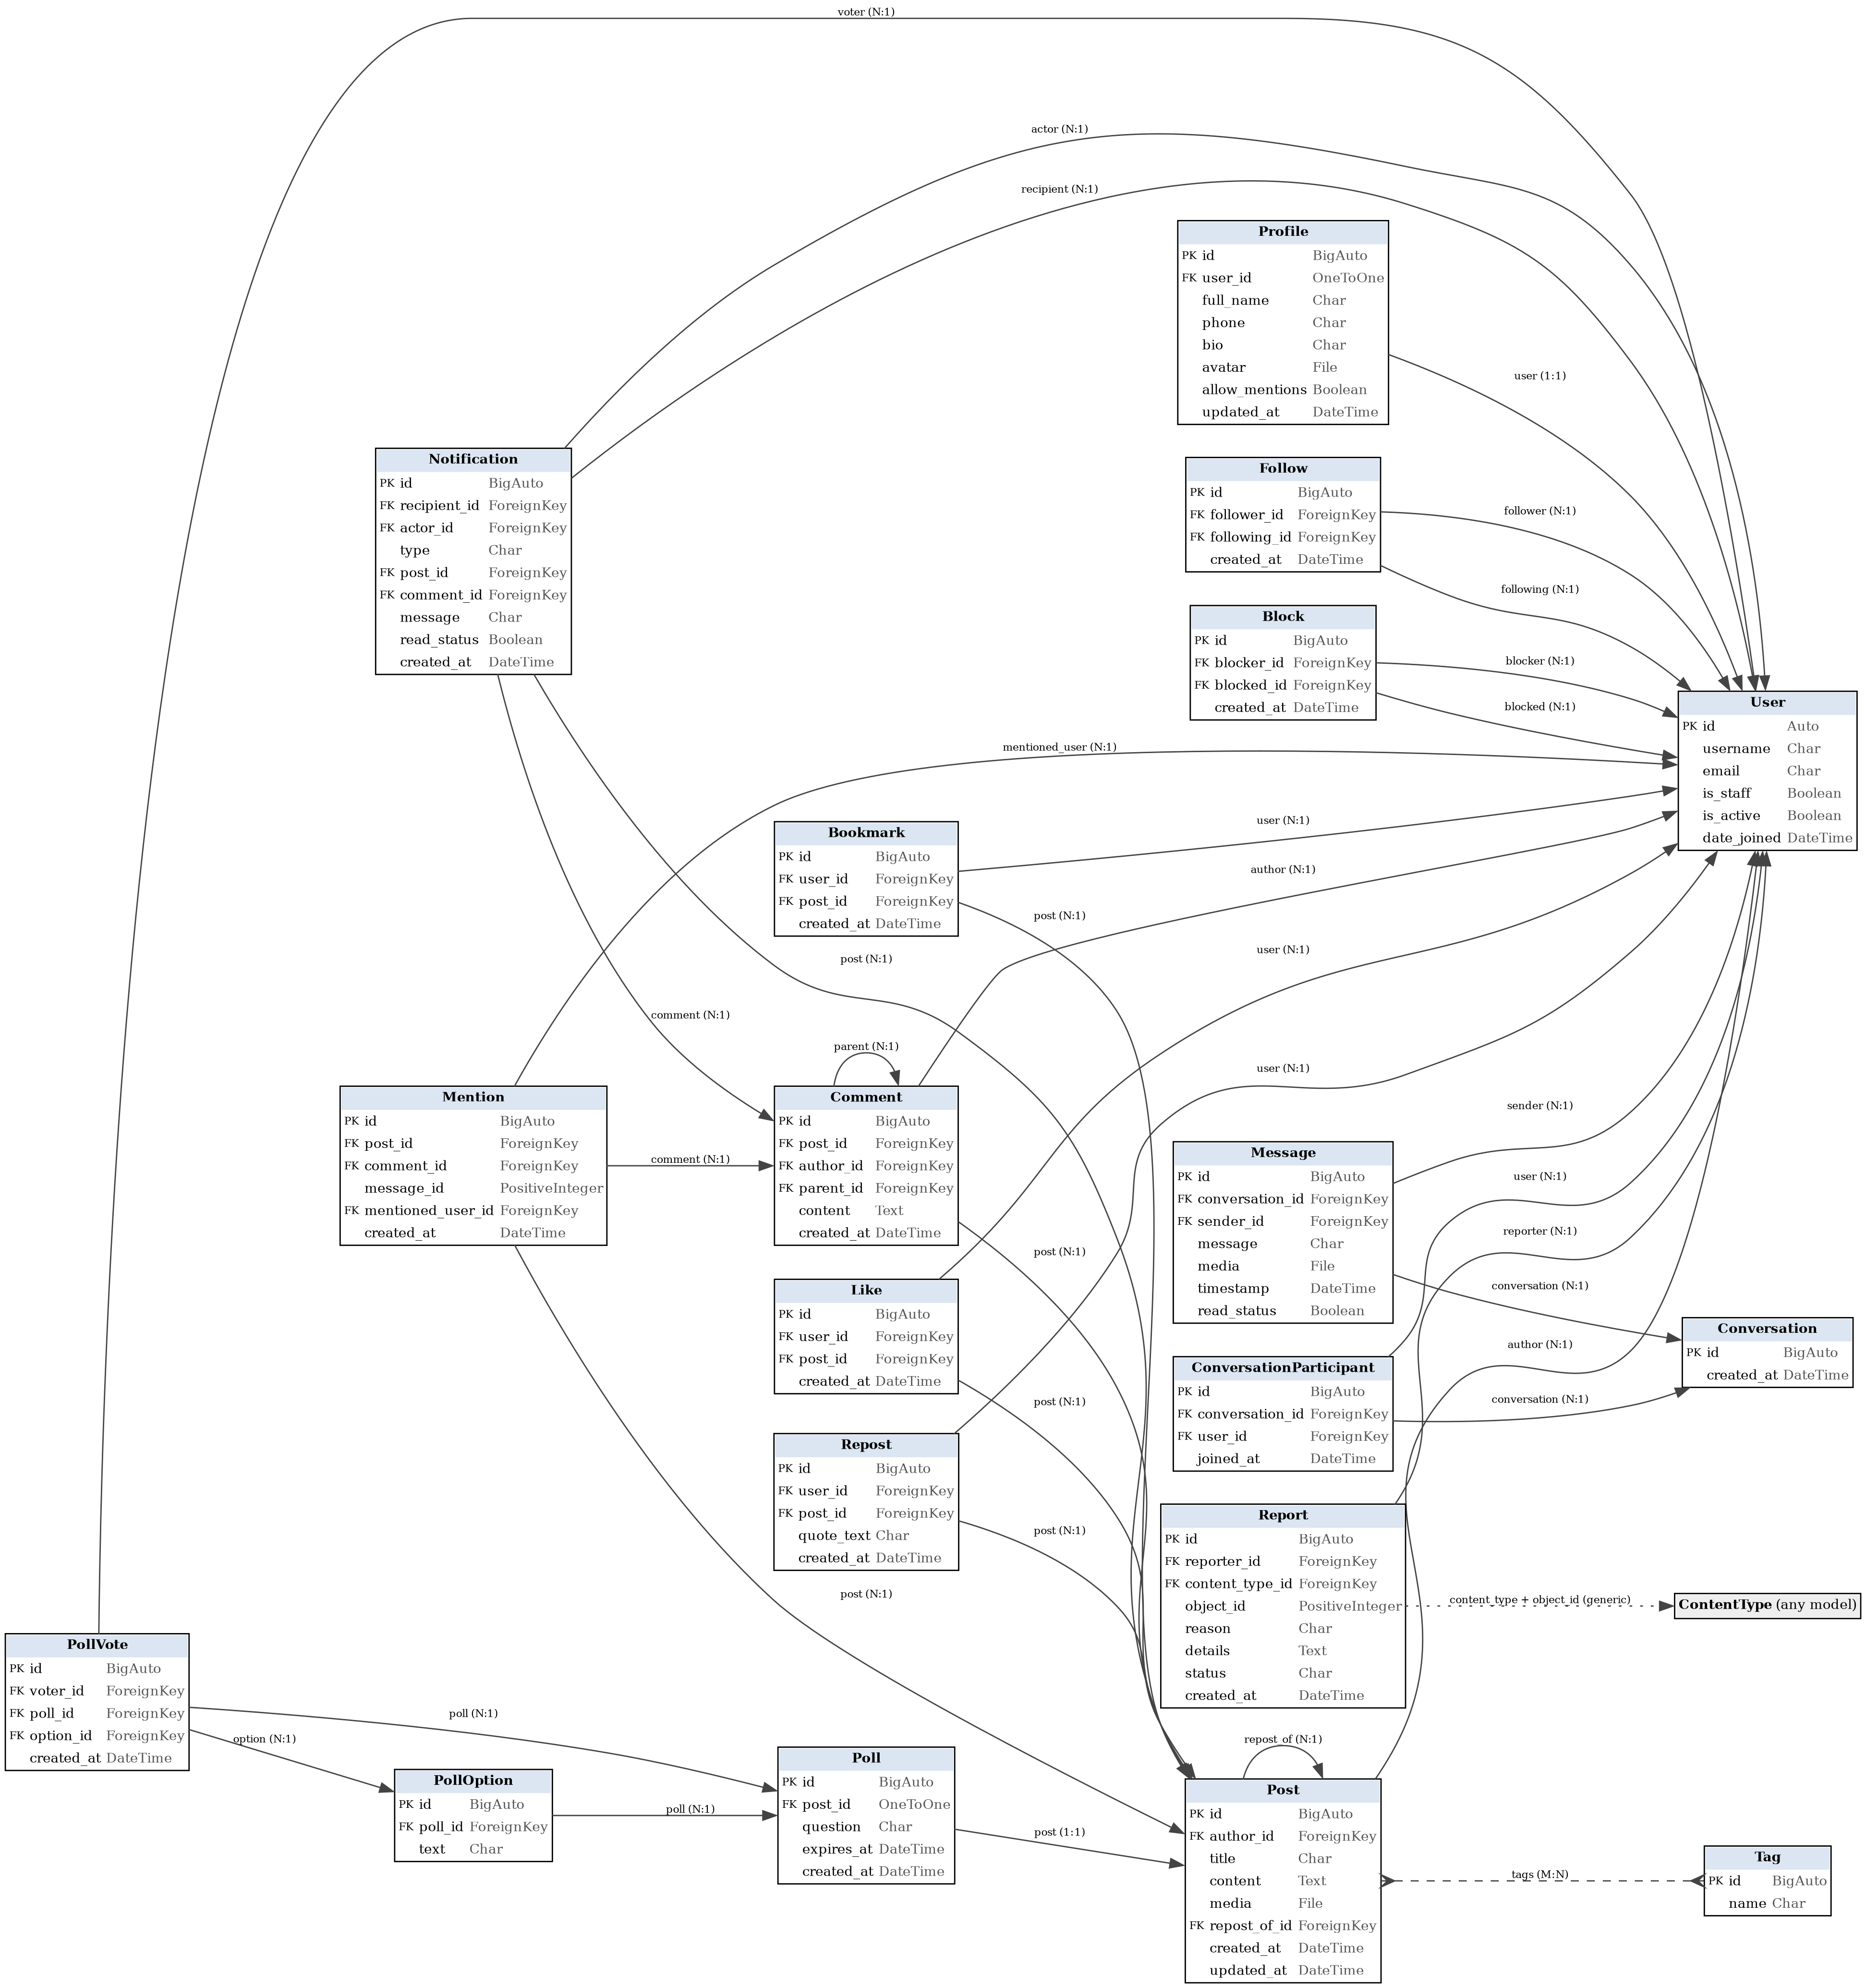 voter (N:1)
actor (N:1)
recipient (N:1)
Profile
PK id BigAuto
FK user_id OneToOne
full_name Char
phone Char
bio Char
avatar File
allow_mentions Boolean
updated_at DateTime
user (1:1)
Notification
PK id BigAuto
FK recipient_id ForeignKey
FK actor_id ForeignKey
type Char
FK post_id ForeignKey
FK comment_id ForeignKey
message Char
read_status Boolean
created_at DateTime
Follow
PK id BigAuto
FK follower_id ForeignKey
FK following_id ForeignKey
created_at DateTime
follower (N:1)
following (N:1)
Block
PK id BigAuto
FK blocker_id ForeignKey
FK blocked_id ForeignKey
created_at DateTime
blocker (N:1)
blocked (N:1)
User
PK id Auto
username Char
email Char
is_staff Boolean
is_active Boolean
date_joined DateTime
mentioned_user (N:1)
Bookmark
PK id BigAuto
FK user_id ForeignKey
FK post_id ForeignKey
created_at DateTime
user (N:1)
author (N:1)
post (N:1)
user (N:1)
post (N:1)
comment (N:1)
parent (N:1)
user (N:1)
Mention
PK id BigAuto
FK post_id ForeignKey
FK comment_id ForeignKey
message_id PositiveInteger
FK mentioned_user_id ForeignKey
created_at DateTime
comment (N:1)
Comment
PK id BigAuto
FK post_id ForeignKey
FK author_id ForeignKey
FK parent_id ForeignKey
content Text
created_at DateTime
post (N:1)
Message
PK id BigAuto
FK conversation_id ForeignKey
FK sender_id ForeignKey
message Char
media File
timestamp DateTime
read_status Boolean
sender (N:1)
user (N:1)
reporter (N:1)
conversation (N:1)
Like
PK id BigAuto
FK user_id ForeignKey
FK post_id ForeignKey
created_at DateTime
post (N:1)
Conversation
PK id BigAuto
created_at DateTime
author (N:1)
ConversationParticipant
PK id BigAuto
FK conversation_id ForeignKey
FK user_id ForeignKey
joined_at DateTime
conversation (N:1)
Repost
PK id BigAuto
FK user_id ForeignKey
FK post_id ForeignKey
quote_text Char
created_at DateTime
post (N:1)
Report
PK id BigAuto
FK reporter_id ForeignKey
FK content_type_id ForeignKey
object_id PositiveInteger
reason Char
details Text
status Char
created_at DateTime
content_type + object_id (generic)
ContentType (any model)
post (N:1)
PollVote
PK id BigAuto
FK voter_id ForeignKey
FK poll_id ForeignKey
FK option_id ForeignKey
created_at DateTime
poll (N:1)
option (N:1)
PollOption
PK id BigAuto
FK poll_id ForeignKey
text Char
poll (N:1)
Poll
PK id BigAuto
FK post_id OneToOne
question Char
expires_at DateTime
created_at DateTime
post (1:1)
repost_of (N:1)
Post
PK id BigAuto
FK author_id ForeignKey
title Char
content Text
media File
FK repost_of_id ForeignKey
created_at DateTime
updated_at DateTime
tags (M:N)
Tag
PK id BigAuto
name Char